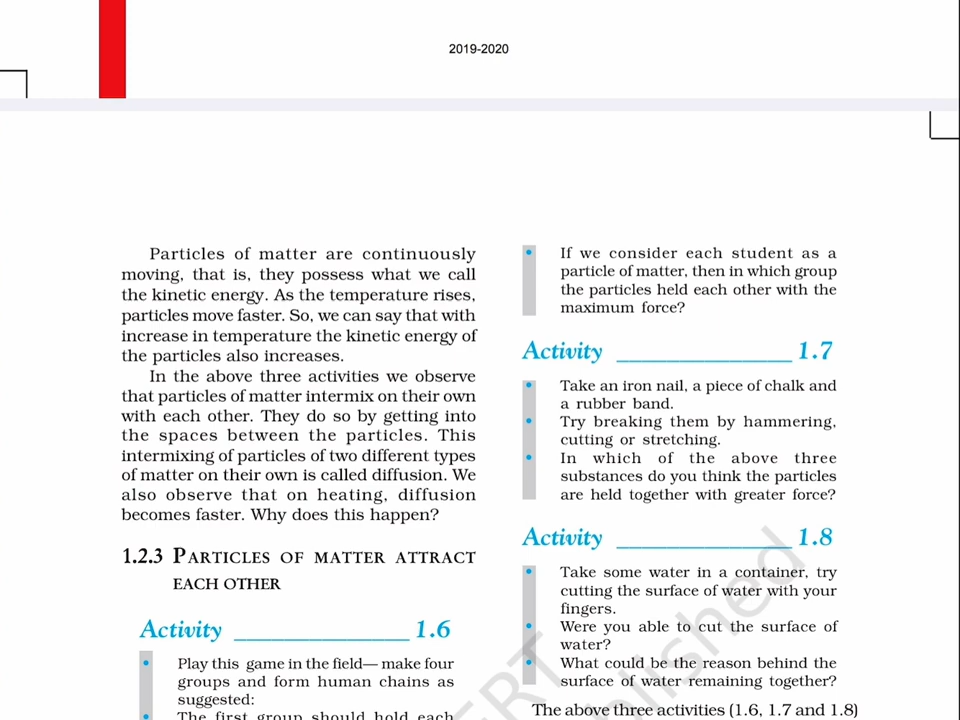 2019-2020
Particles of matter are continuously
moving, that is, they possess what we call
the kinetic energy. As the temperature rises,
particles move faster. So, we can say that with
increase in temperature the kinetic energy of
the particles also increases.
In the above three activities we observe
that particles of matter intermix on their own
with each other. They do so by getting into
the spaces between the particles. This
intermixing of particles of two different types
of matter on their own is called diffusion. We
also observe that on heating, diffusion
becomes faster. Why does this happen?
1.2.3 PARTICLES OF MATTER ATTRACT
EACH OTHER
Activity ______________ 1.6
• Play this game in the field— make four
groups and form human chains as
suggested:
• The first group should hold each
• If we consider each student as a
particle of matter, then in which group
the particles held each other with the
maximum force?
Activity ______________ 1.7
• Take an iron nail, a piece of chalk and
a rubber band.
• Try breaking them by hammering,
cutting or stretching.
• In which of the above three
substances do you think the particles
are held together with greater force?
Activity ______________ 1.8
• Take some water in a container, try
cutting the surface of water with your
fingers.
• Were you able to cut the surface of
water?
• What could be the reason behind the
surface of water remaining together?
The above three activities (1.6, 1.7 and 1.8)